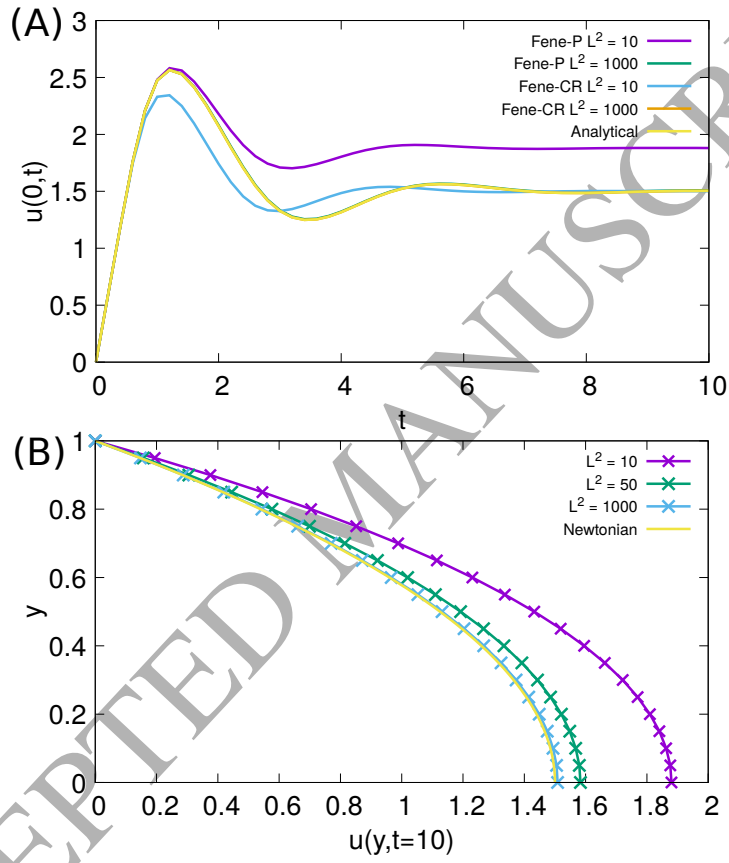 (A)
3
2.5
2
1.5
1
0.5
0
u(0,t)
Fene-P L² = 10
Fene-P L² = 1000
Fene-CR L² = 10
Fene-CR L² = 1000
Analytical
0 2 4 6 8 10
t
(B)
1
0.8
0.6
0.4
0.2
0
y
L² = 10
L² = 50
L² = 1000
Newtonian
0 0.2 0.4 0.6 0.8 1 1.2 1.4 1.6 1.8 2
u(y,t=10)
EPTED MANUSCR